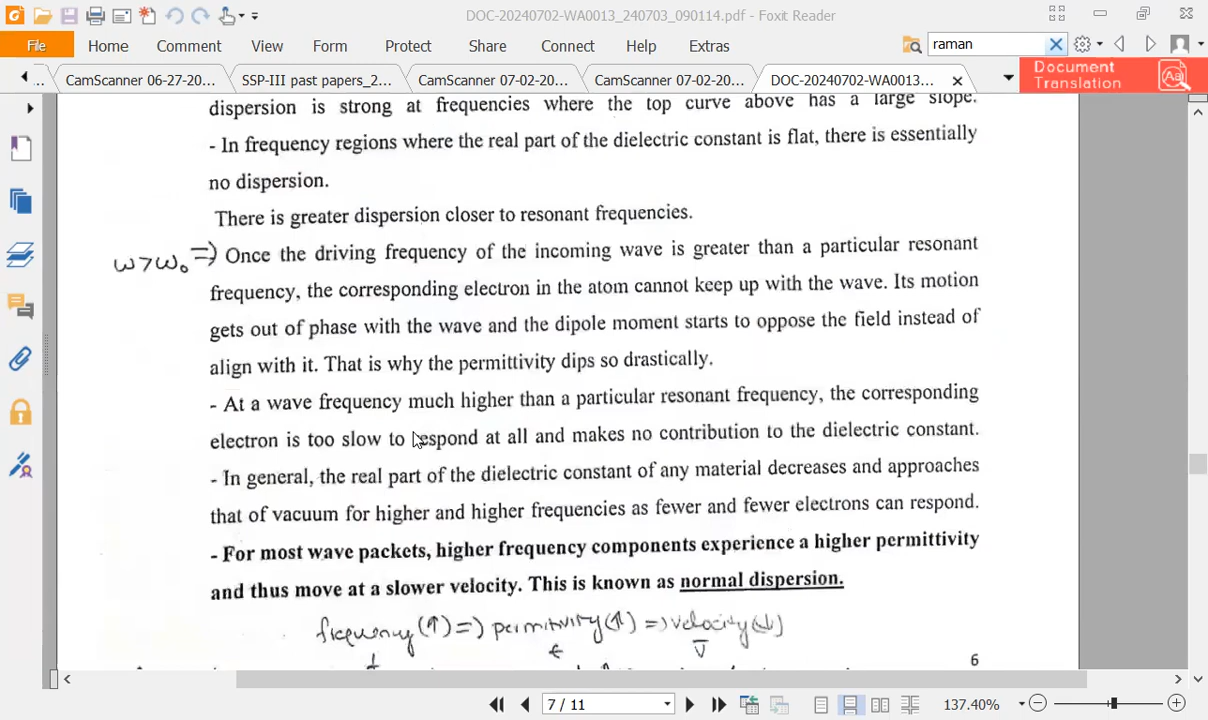 DOC-20240702-WA0013_240703_090114.pdf - Foxit Reader
File Home Comment View Form Protect Share Connect Help Extras
raman
.. CamScanner 06-27-20... SSP-III past papers_2... CamScanner 07-02-20... CamScanner 07-02-20... DOC-20240702-WA0013...
Document
Translation
dispersion is strong at frequencies where the top curve above has a large slope.
- In frequency regions where the real part of the dielectric constant is flat, there is essentially
no dispersion.
There is greater dispersion closer to resonant frequencies.
ω>ω₀ => Once the driving frequency of the incoming wave is greater than a particular resonant
frequency, the corresponding electron in the atom cannot keep up with the wave. Its motion
gets out of phase with the wave and the dipole moment starts to oppose the field instead of
align with it. That is why the permittivity dips so drastically.
- At a wave frequency much higher than a particular resonant frequency, the corresponding
electron is too slow to respond at all and makes no contribution to the dielectric constant.
- In general, the real part of the dielectric constant of any material decreases and approaches
that of vacuum for higher and higher frequencies as fewer and fewer electrons can respond.
- For most wave packets, higher frequency components experience a higher permittivity
and thus move at a slower velocity. This is known as normal dispersion.
frequency(↑) => permitivity(↑) => velocity(↓)
6
7 / 11
137.40%